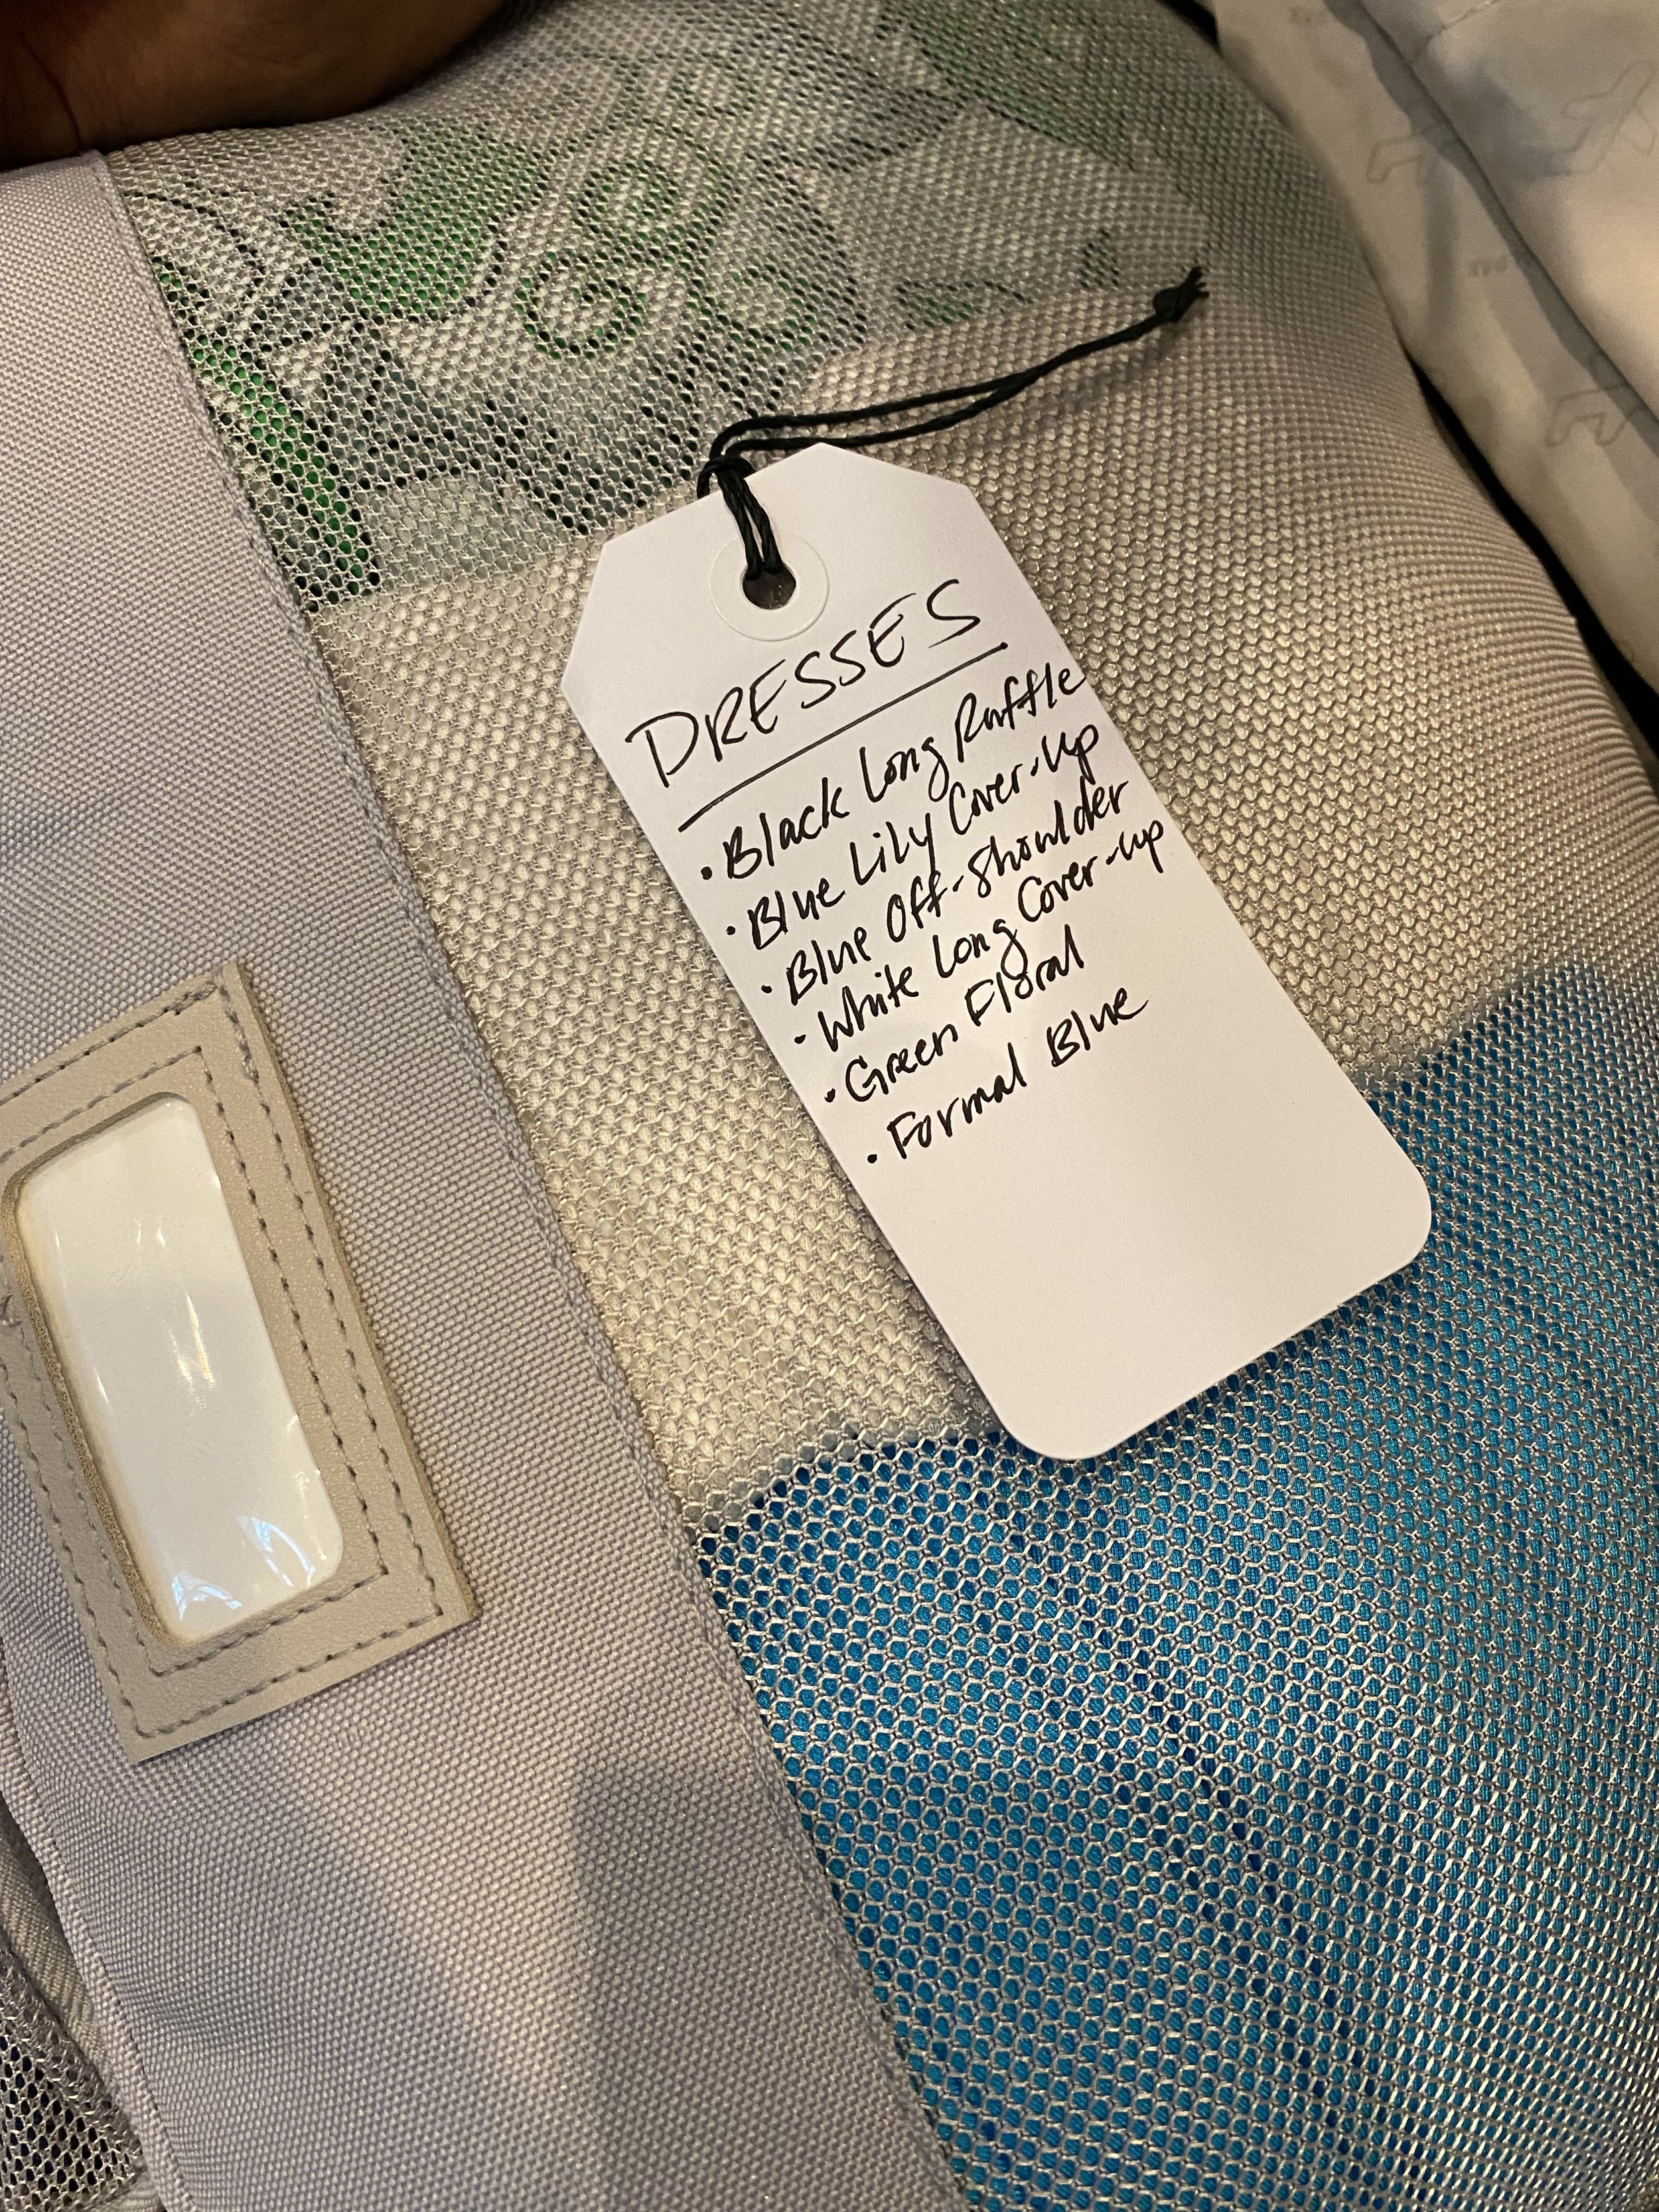 DRESSES
• Black Long Ruffle
• Blue Lily Cover-Up
• Blue Off-Shoulder
• White Long Cover-up
• Green Floral
• Formal Blue